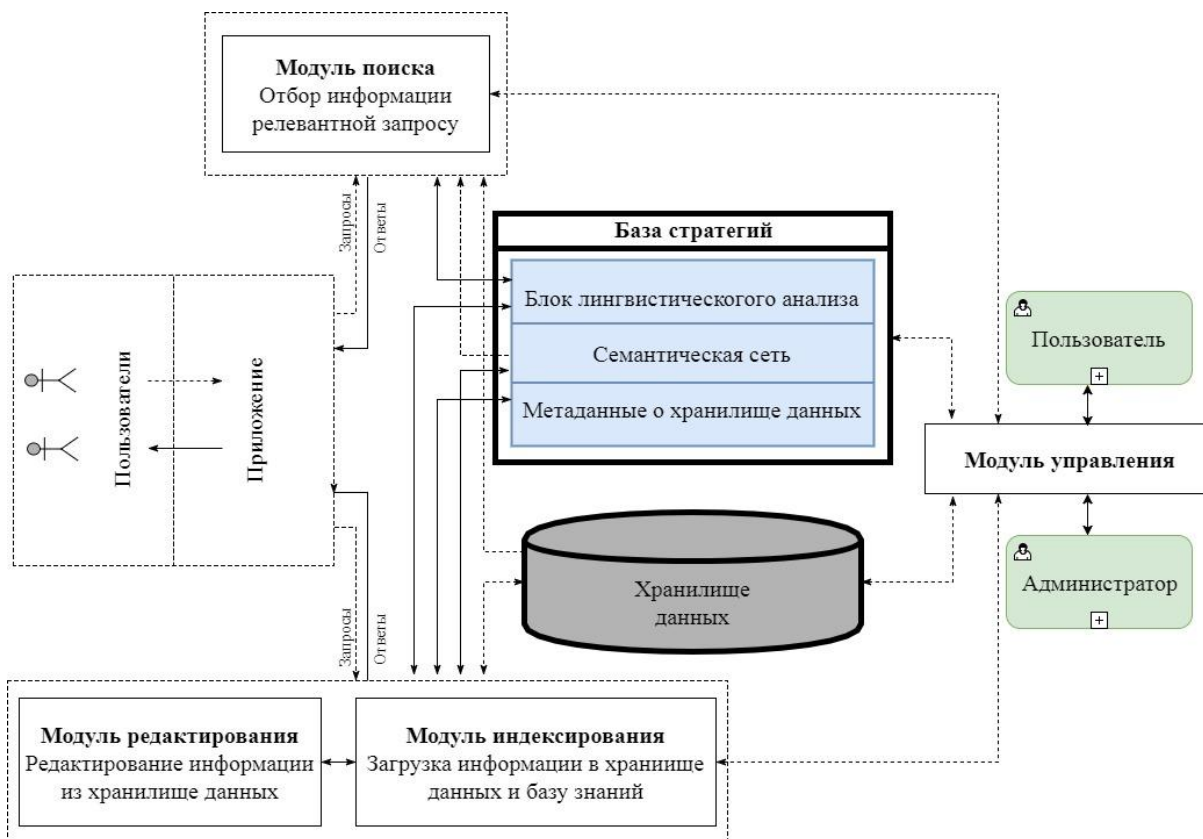 Модуль поиска
Отбор информации
релевантной запросу
Запросы
Ответы
База стратегий
Блок лингвистичекогого анализа
Семантическая сеть
Метаданные о хранилище данных
Пользователи
Приложение
Пользователь
Модуль управления
Администратор
Хранилище
данных
Запросы
Ответы
Модуль редактирования
Редактирование информации
из хранилище данных
Модуль индексирования
Загрузка информации в храниище
данных и базу знаний